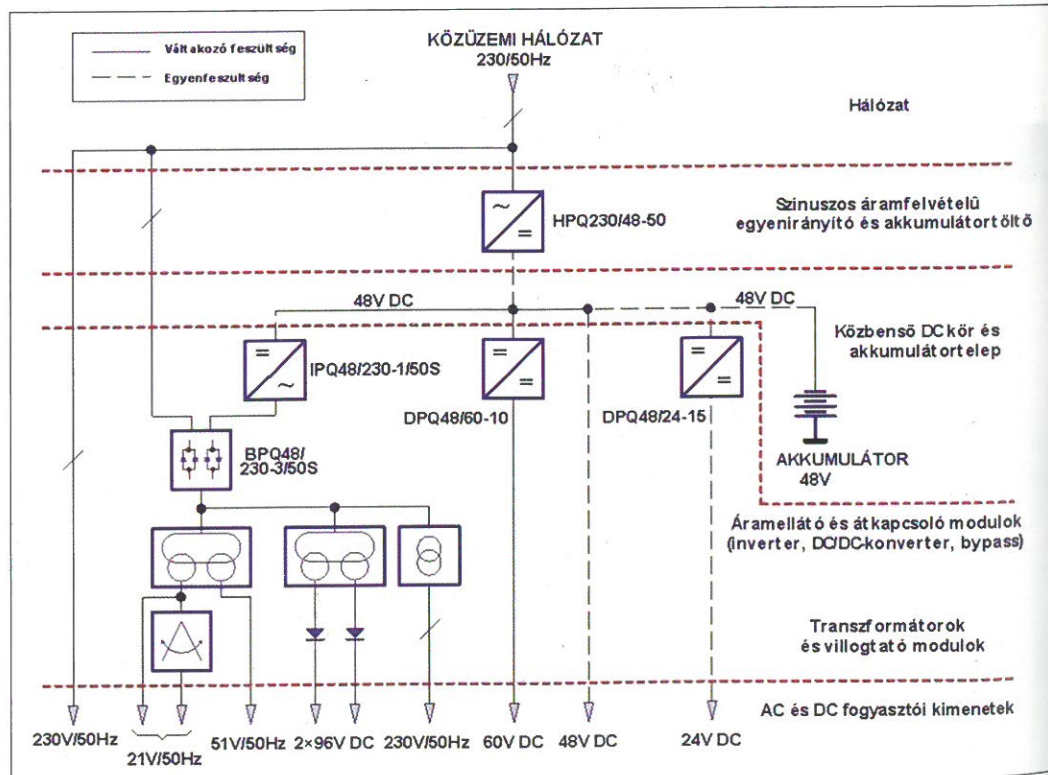 Váltakozó feszültség
Egyenfeszültség
KÖZÜZEMI HÁLÓZAT
230/50Hz
Hálózat
HPQ230/48-50
Szinuszos áramfelvételû
egyenirányító és akkumulátortöltõ
48V DC
48V DC
Közbensõ DC kör és
akkumulátortelep
IPQ48/230-1/50S
DPQ48/60-10
DPQ48/24-15
BPQ48/
230-3/50S
AKKUMULÁTOR
48V
Áramellátó és átkapcsoló modulok
(inverter, DC/DC-konverter, bypass)
Transzformátorok
és villogtató modulok
AC és DC fogyasztói kimenetek
230V/50Hz
21V/50Hz
51V/50Hz
2×96V DC
230V/50Hz
60V DC
48V DC
24V DC